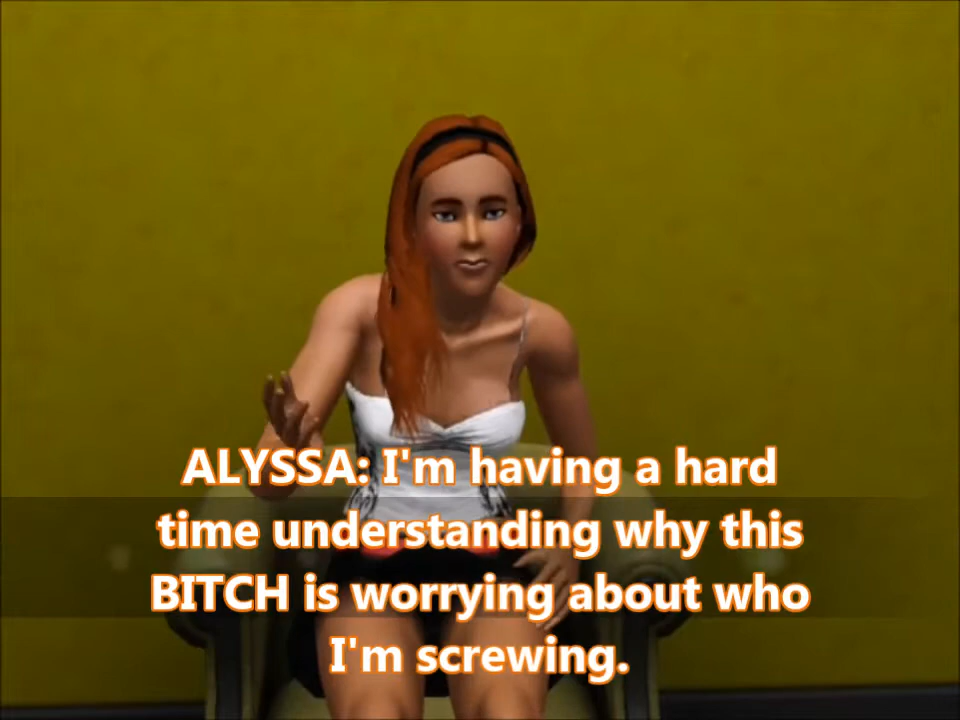 ALYSSA: I'm having a hard
time understanding why this
BITCH is worrying about who
I'm screwing.